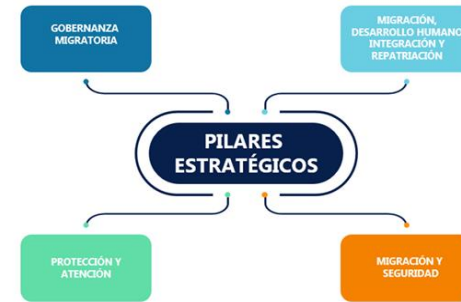 GOBERNANZA
MIGRATORIA
MIGRACIÓN,
DESARROLLO HUMANO
INTEGRACIÓN Y
REPATRIACIÓN
PILARES
ESTRATÉGICOS
PROTECCIÓN Y
ATENCIÓN
MIGRACIÓN Y
SEGURIDAD